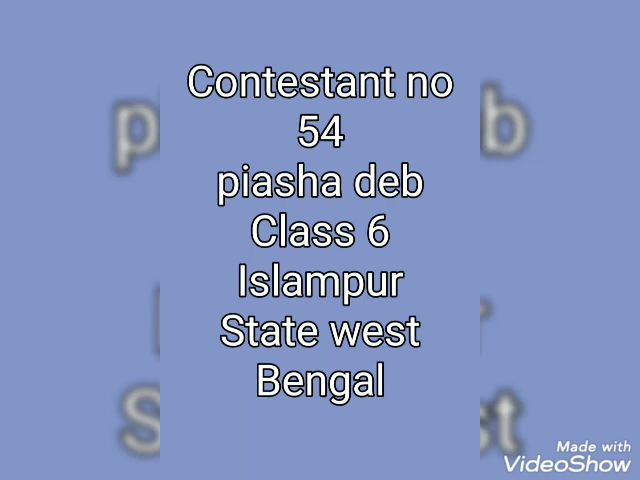 Contestant no
54
piasha deb
Class 6
Islampur
State west
Bengal
Made with
VideoShow